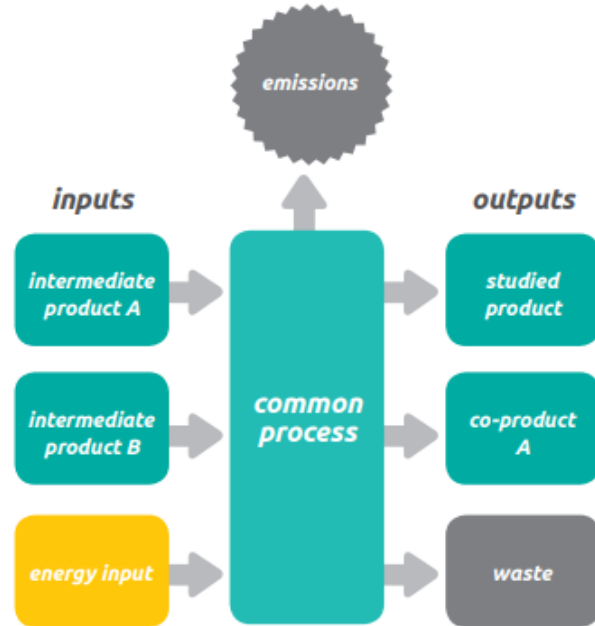 emissions
inputs
outputs
intermediate
product A
studied
product
intermediate
product B
common
process
co-product
A
energy input
waste